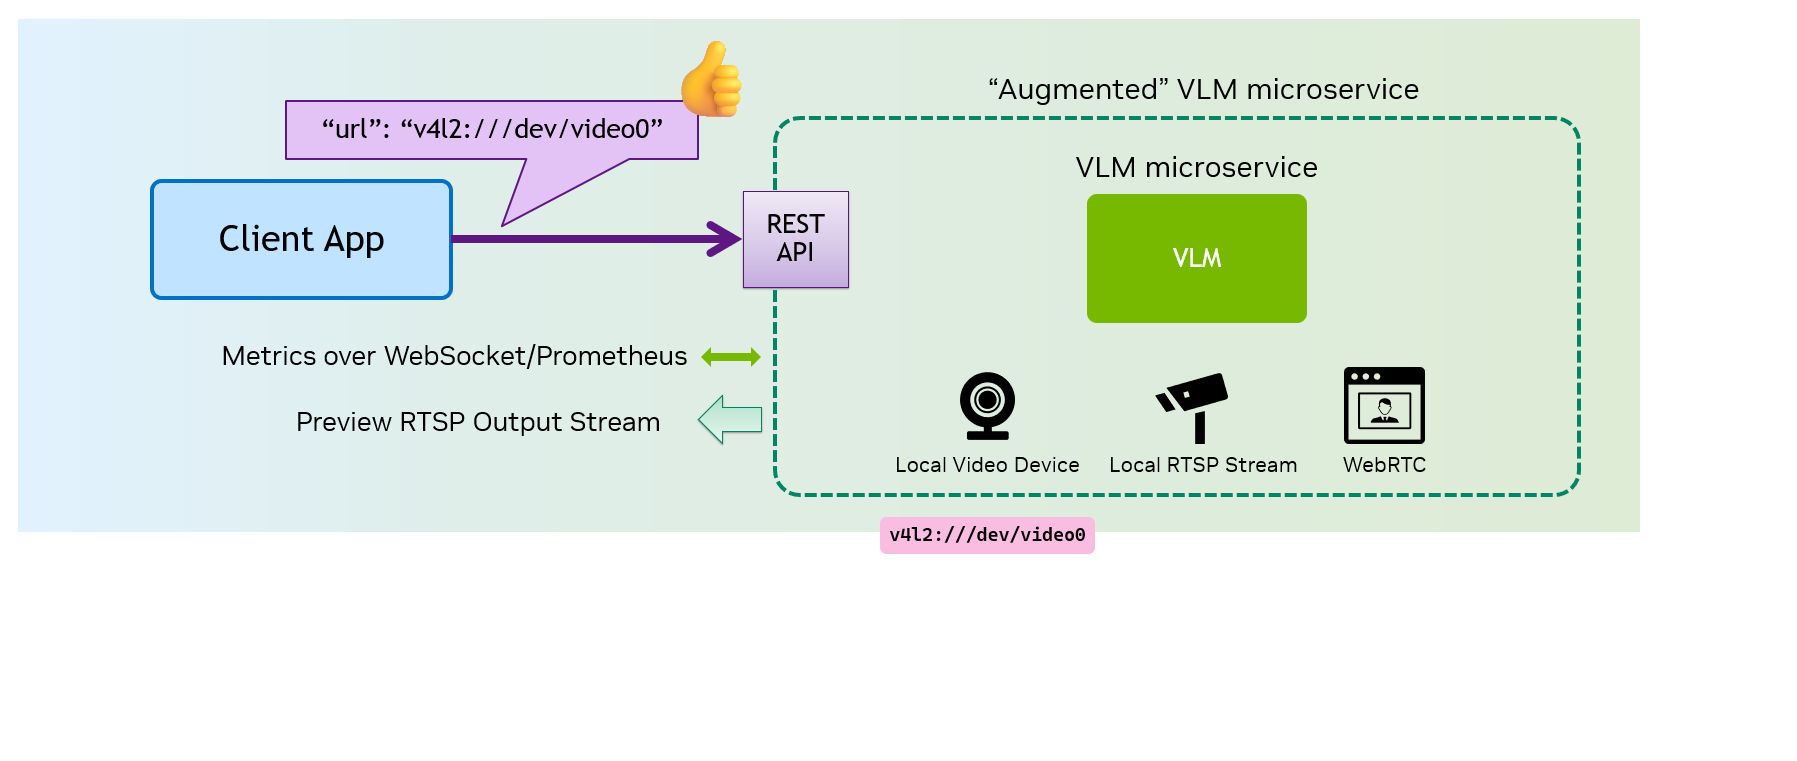 “Augmented” VLM microservice
“url”: “v4l2:///dev/video0”
VLM microservice
Client App
REST
API
VLM
Metrics over WebSocket/Prometheus
Preview RTSP Output Stream
Local Video Device
Local RTSP Stream
WebRTC
v4l2:///dev/video0